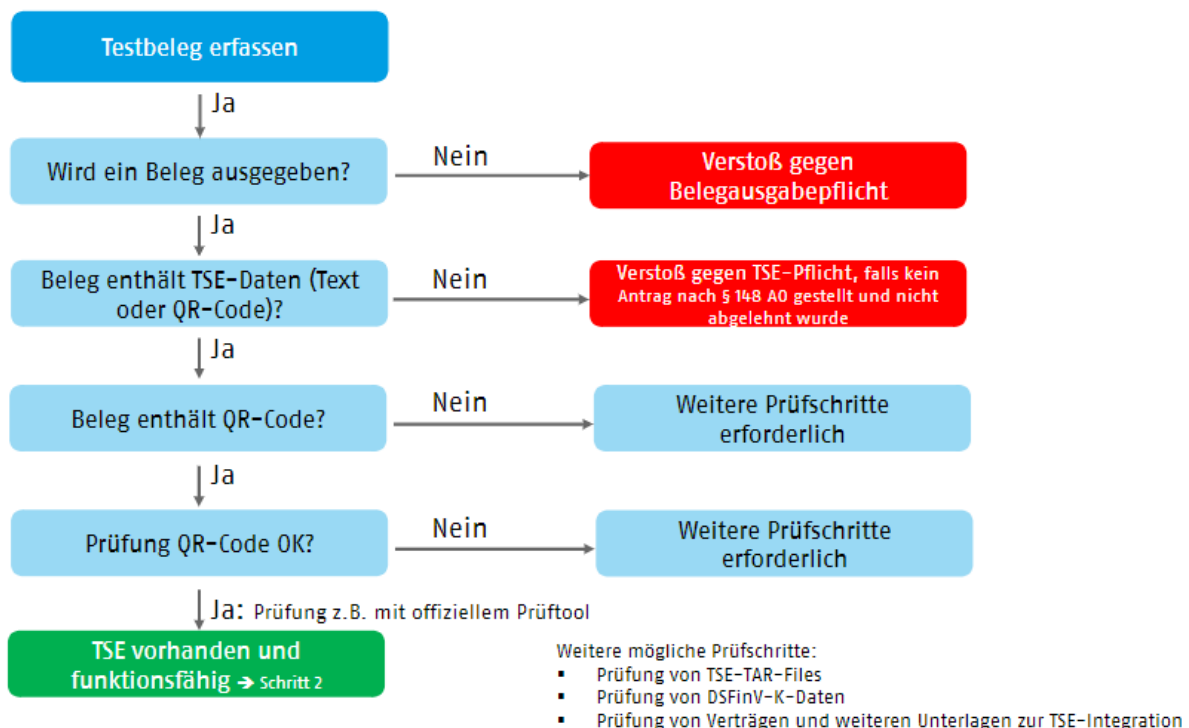 Testbeleg erfassen
Ja
Wird ein Beleg ausgegeben?
Nein
Verstoß gegen
Belegausgabepflicht
Ja
Beleg enthält TSE-Daten (Text
oder QR-Code)?
Nein
Verstoß gegen TSE-Pflicht, falls kein
Antrag nach § 148 AO gestellt und nicht
abgelehnt wurde
Ja
Beleg enthält QR-Code?
Nein
Weitere Prüfschritte
erforderlich
Ja
Prüfung QR-Code OK?
Nein
Weitere Prüfschritte
erforderlich
Ja: Prüfung z.B. mit offiziellem Prüftool
TSE vorhanden und
funktionsfähig ➔ Schritt 2
Weitere mögliche Prüfschritte:
▪ Prüfung von TSE-TAR-Files
▪ Prüfung von DSFinV-K-Daten
▪ Prüfung von Verträgen und weiteren Unterlagen zur TSE-Integration